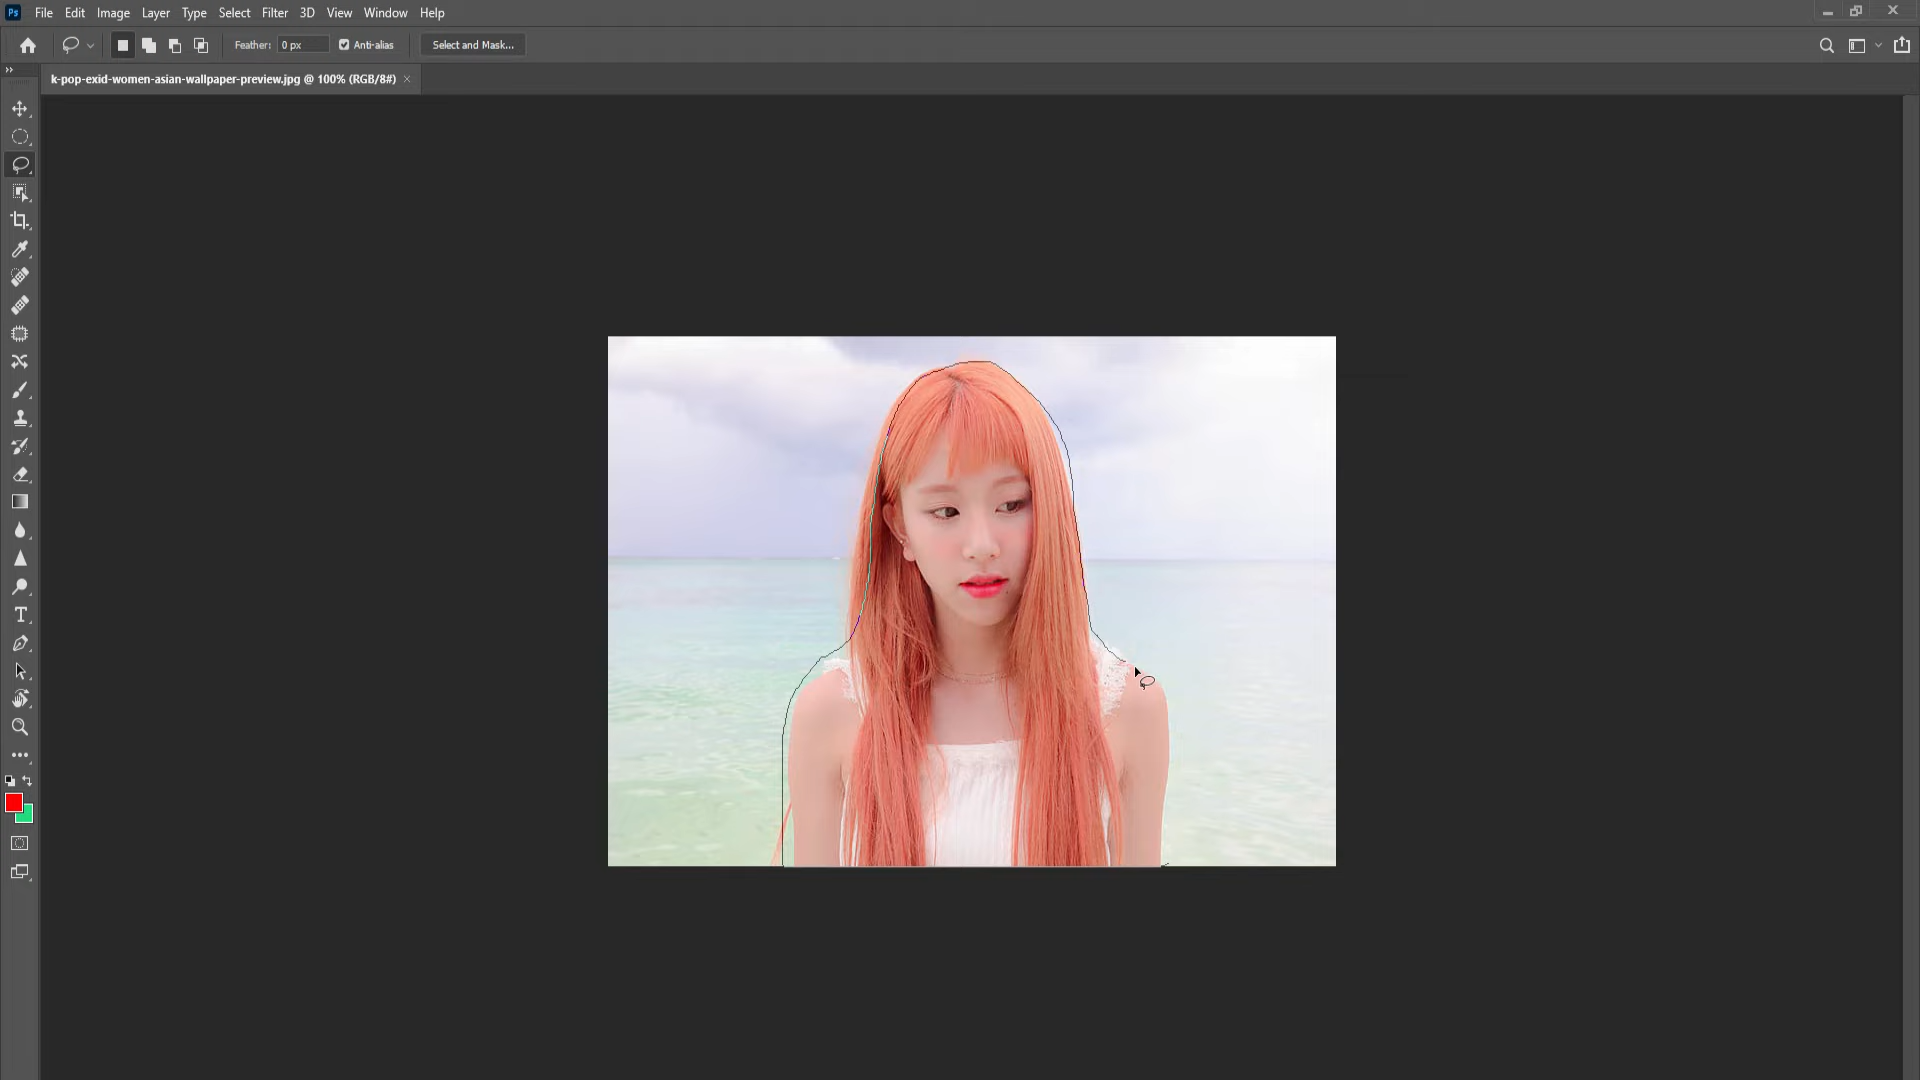 Ps File Edit Image Layer Type Select Filter 3D View Window Help
Feather: 0 px Anti-alias Select and Mask...
k-pop-exid-women-asian-wallpaper-preview.jpg @ 100% (RGB/8#) ×
T